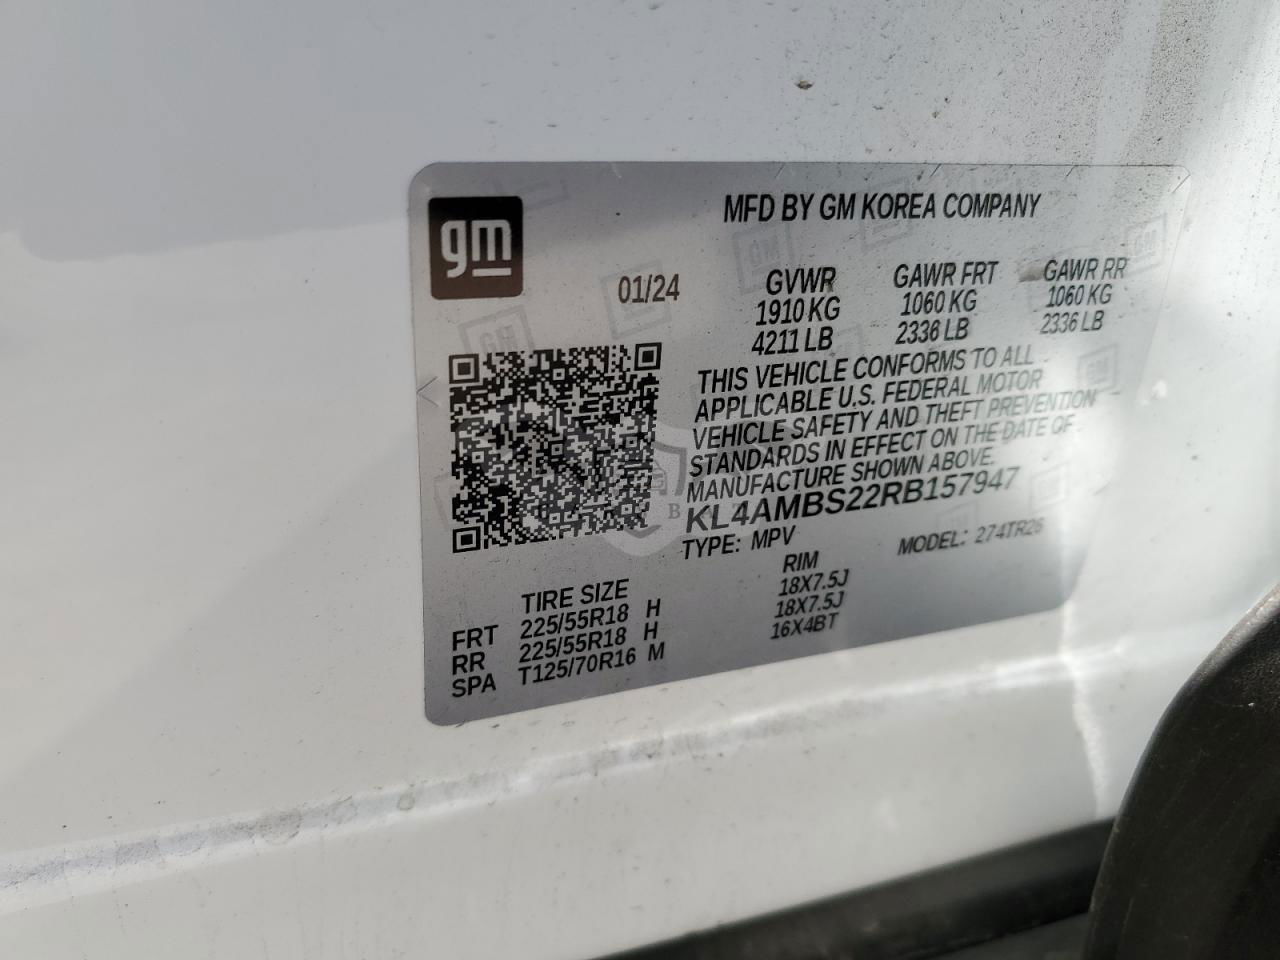 gm
MFD BY GM KOREA COMPANY
01/24
GVWR GAWR FRT GAWR RR
1910 KG 1060 KG 1060 KG
4211 LB 2336 LB 2336 LB
THIS VEHICLE CONFORMS TO ALL
APPLICABLE U.S. FEDERAL MOTOR
VEHICLE SAFETY AND THEFT PREVENTION
STANDARDS IN EFFECT ON THE DATE OF
MANUFACTURE SHOWN ABOVE.
KL4AMBS22RB157947
TYPE: MPV MODEL: 274TR26
TIRE SIZE RIM
FRT 225/55R18 H 18X7.5J
RR 225/55R18 H 18X7.5J
SPA T125/70R16 M 16X4BT